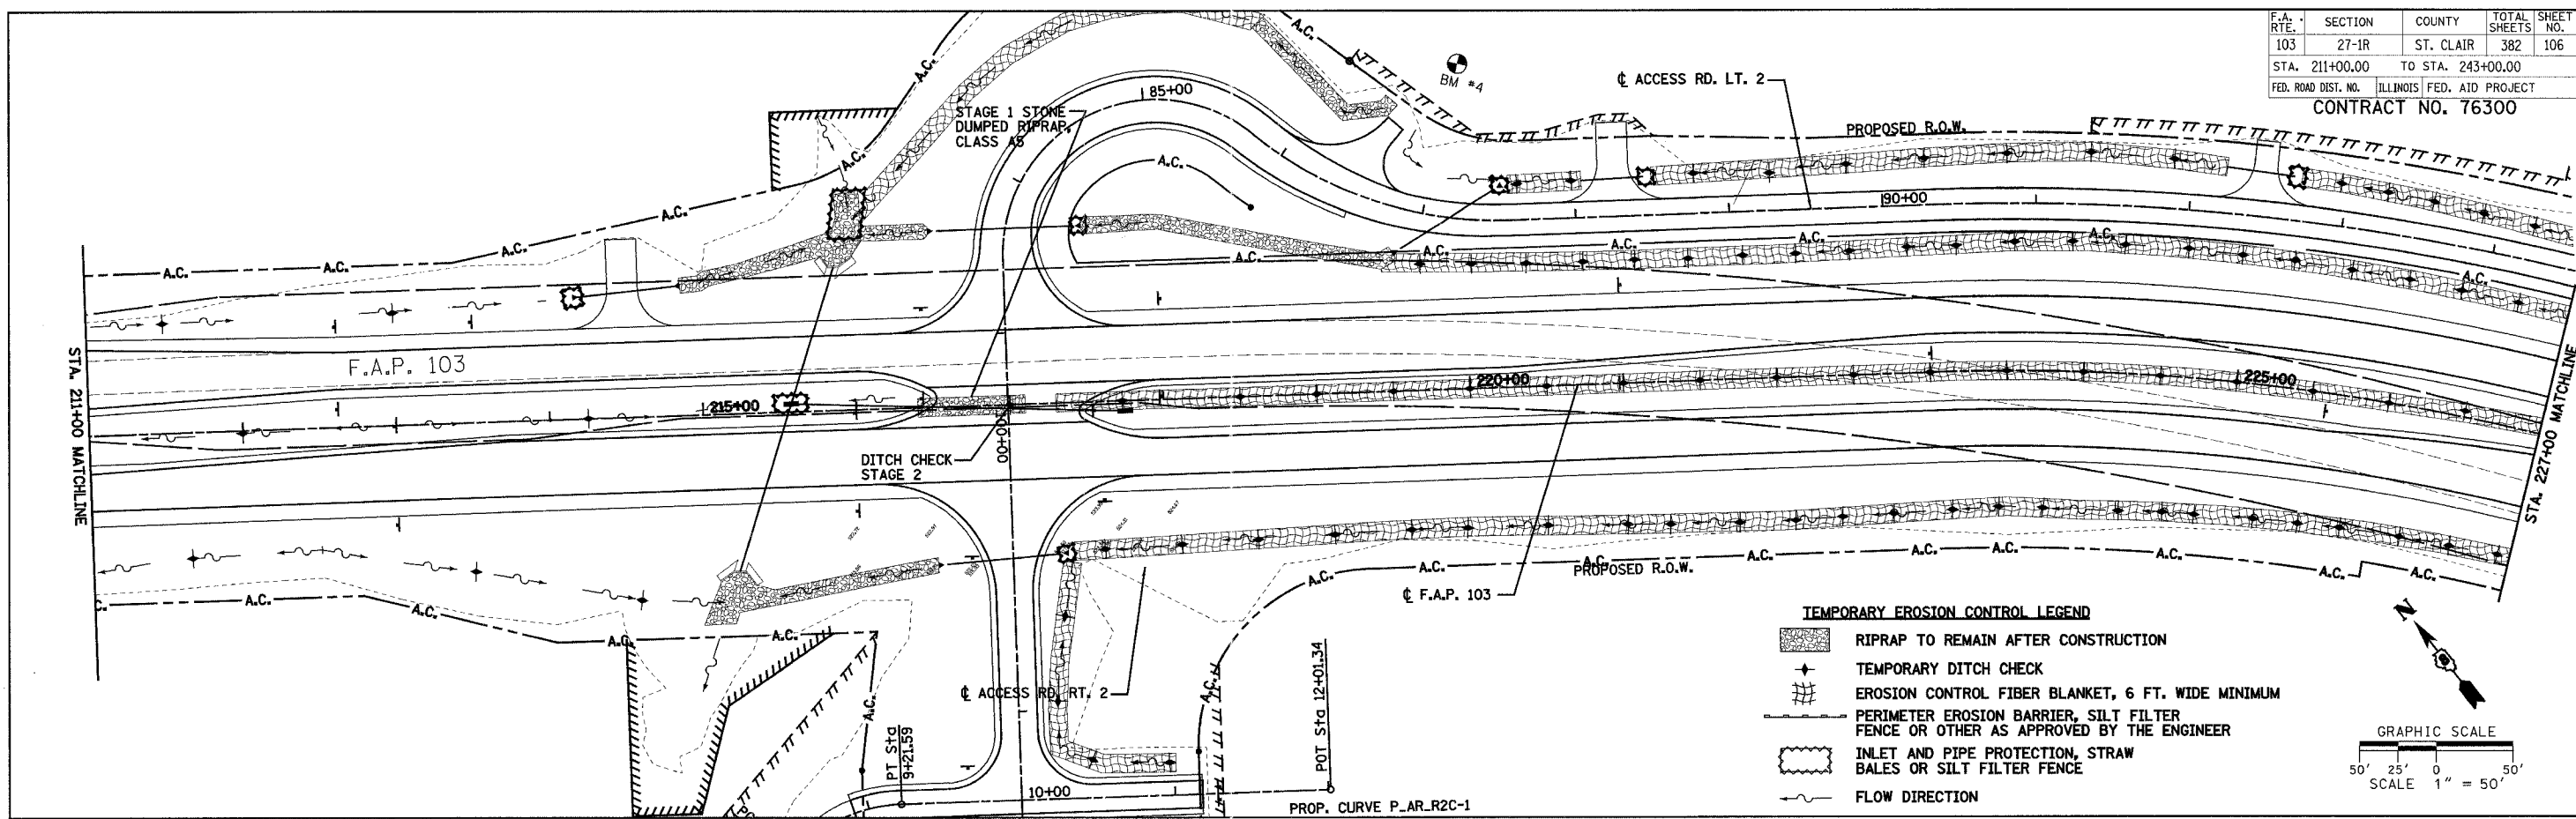 F.A. RTE. SECTION COUNTY TOTAL SHEETS SHEET NO.
103 27-1R ST. CLAIR 382 106
STA. 211+00.00 TO STA. 243+00.00
FED. ROAD DIST. NO. ILLINOIS FED. AID PROJECT
CONTRACT NO. 76300
A.C.
A.C.
BM #4
℄ ACCESS RD. LT. 2
85+00
STAGE 1 STONE
DUMPED RIPRAP,
CLASS A5
PROPOSED R.O.W.
A.C.
A.C.
A.C.
90+00
A.C.
A.C.
A.C.
A.C.
A.C.
A.C.
A.C.
A.C.
A.C.
A.C.
STA. 211+00 MATCHLINE
F.A.P. 103
215+00
220+00
225+00
STA. 227+00 MATCHLINE
00+00
DITCH CHECK
STAGE 2
PROPOSED R.O.W.
A.C.
A.C.
A.C.
A.C.
A.C.
A.C.
A.C.
A.C.
A.C.
C.
A.C.
A.C.
A.C.
A.C.
A.C.
A.C.
℄ F.A.P. 103
℄ ACCESS RD. RT. 2
PT Sta
9+21.59
10+00
POT Sta 12+01.34
PROP. CURVE P_AR_R2C-1
TEMPORARY EROSION CONTROL LEGEND
RIPRAP TO REMAIN AFTER CONSTRUCTION
TEMPORARY DITCH CHECK
EROSION CONTROL FIBER BLANKET, 6 FT. WIDE MINIMUM
PERIMETER EROSION BARRIER, SILT FILTER
FENCE OR OTHER AS APPROVED BY THE ENGINEER
INLET AND PIPE PROTECTION, STRAW
BALES OR SILT FILTER FENCE
FLOW DIRECTION
N
GRAPHIC SCALE
50' 25' 0 50'
SCALE 1" = 50'